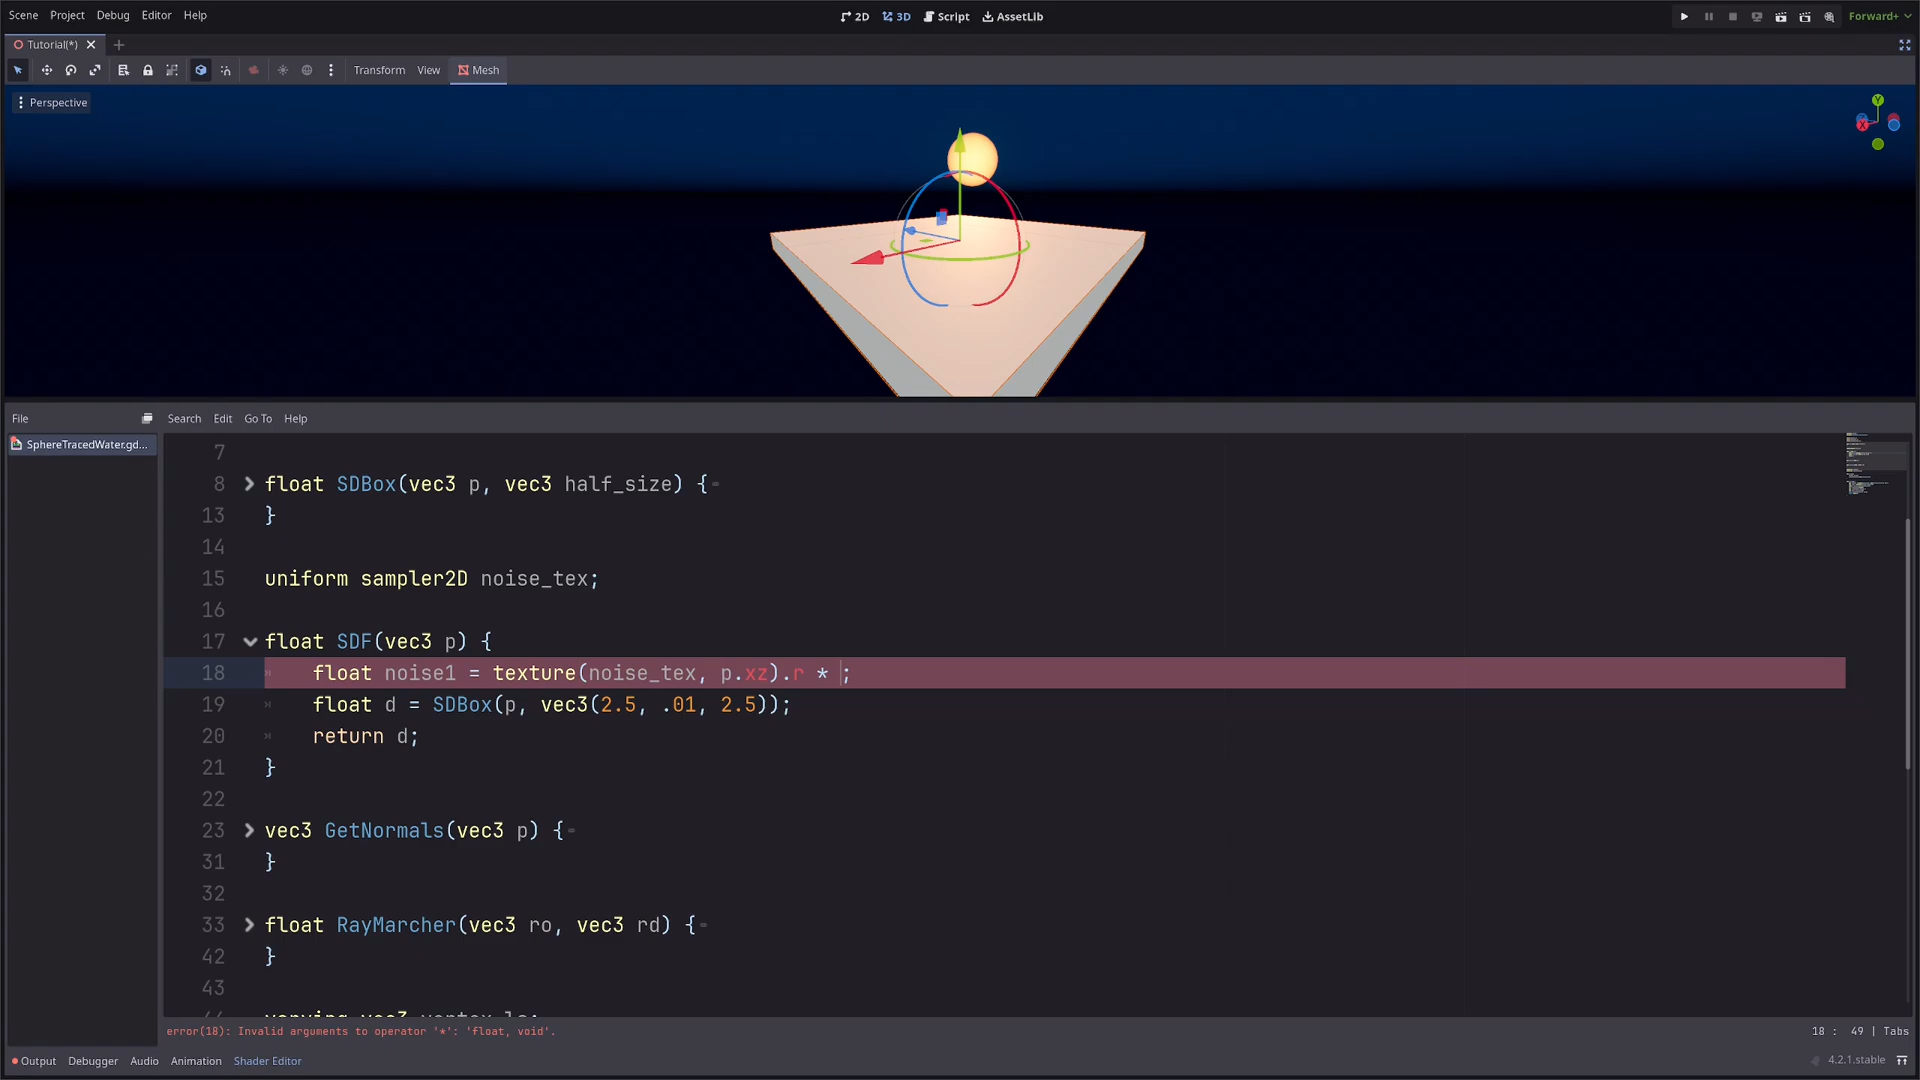 Scene Project Debug Editor Help 2D 3D Script AssetLib Forward+
Tutorial(*)
Transform View Mesh
Perspective
Y
X
File Search Edit Go To Help
SphereTracedWater.gd...
7
8 float SDBox(vec3 p, vec3 half_size) {
13 }
14
15 uniform sampler2D noise_tex;
16
17 float SDF(vec3 p) {
18 float noise1 = texture(noise_tex, p.xz).r * ;
19 float d = SDBox(p, vec3(2.5, .01, 2.5));
20 return d;
21 }
22
23 vec3 GetNormals(vec3 p) {
31 }
32
33 float RayMarcher(vec3 ro, vec3 rd) {
42 }
43
error(18): Invalid arguments to operator '*': 'float, void'. 18 : 49 | Tabs
Output Debugger Audio Animation Shader Editor 4.2.1.stable